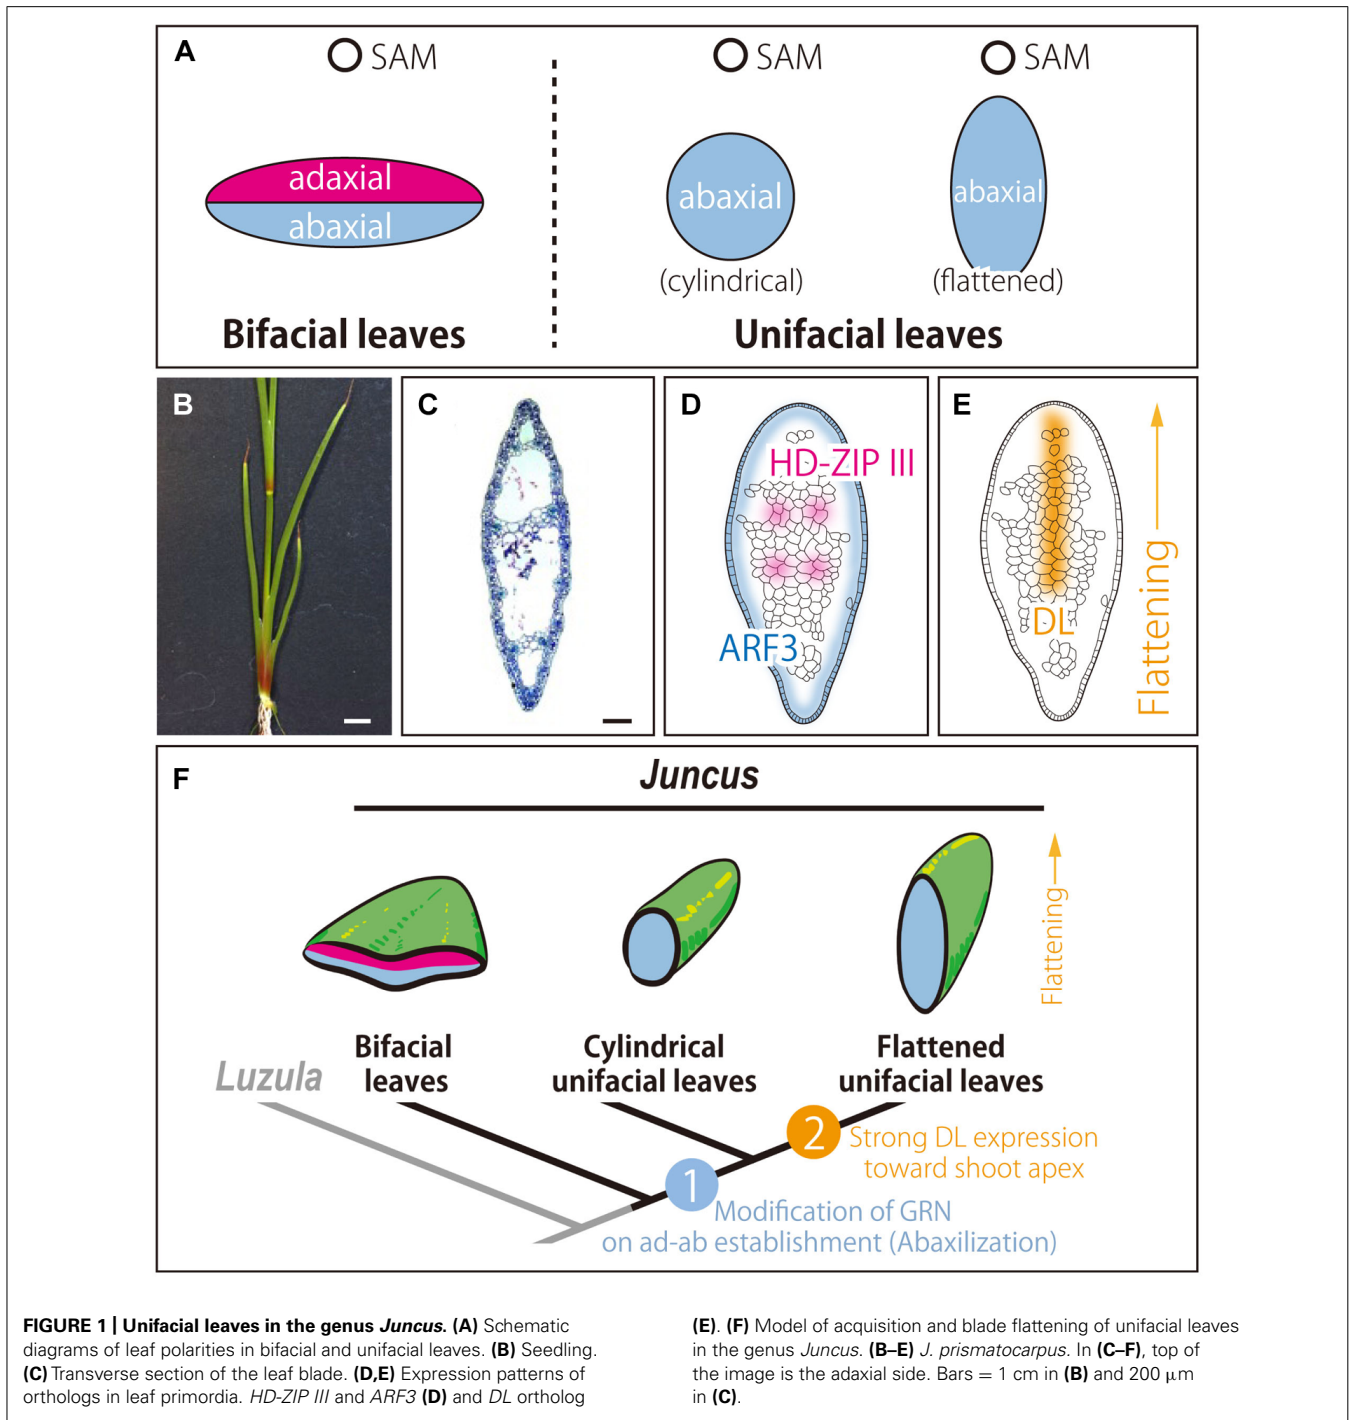 A
SAM
SAM
SAM
adaxial
abaxial
abaxial
abaxial
(cylindrical)
(flattened)
Bifacial leaves
Unifacial leaves
B
C
D
HD-ZIP III
ARF3
E
DL
Flattening
F
Juncus
Flattening
Luzula
Bifacial
leaves
Cylindrical
unifacial leaves
Flattened
unifacial leaves
2
Strong DL expression
toward shoot apex
1
Modification of GRN
on ad-ab establishment (Abaxilization)
FIGURE 1 | Unifacial leaves in the genus Juncus. (A) Schematic
diagrams of leaf polarities in bifacial and unifacial leaves. (B) Seedling.
(C) Transverse section of the leaf blade. (D,E) Expression patterns of
orthologs in leaf primordia. HD-ZIP III and ARF3 (D) and DL ortholog
(E). (F) Model of acquisition and blade flattening of unifacial leaves
in the genus Juncus. (B–E) J. prismatocarpus. In (C–F), top of
the image is the adaxial side. Bars = 1 cm in (B) and 200 μm
in (C).